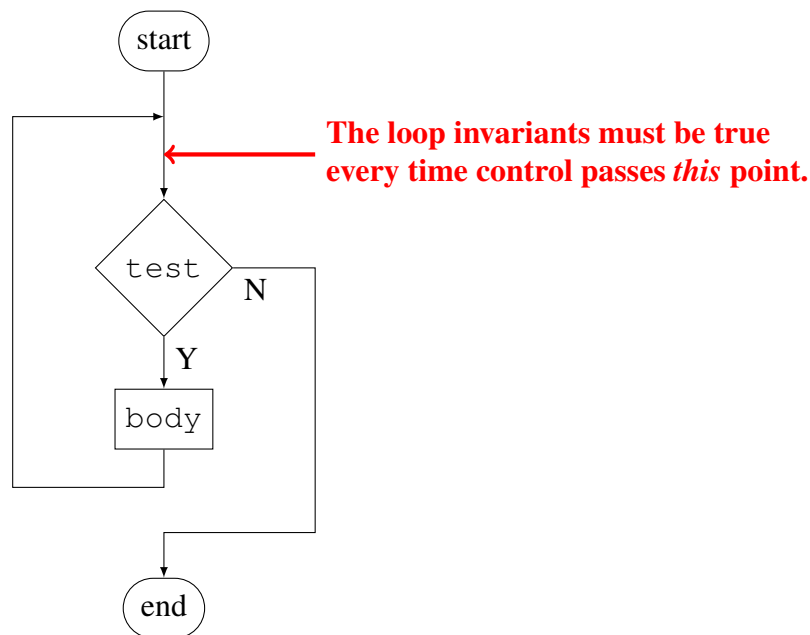 start
The loop invariants must be true
every time control passes this point.
test
N
Y
body
end